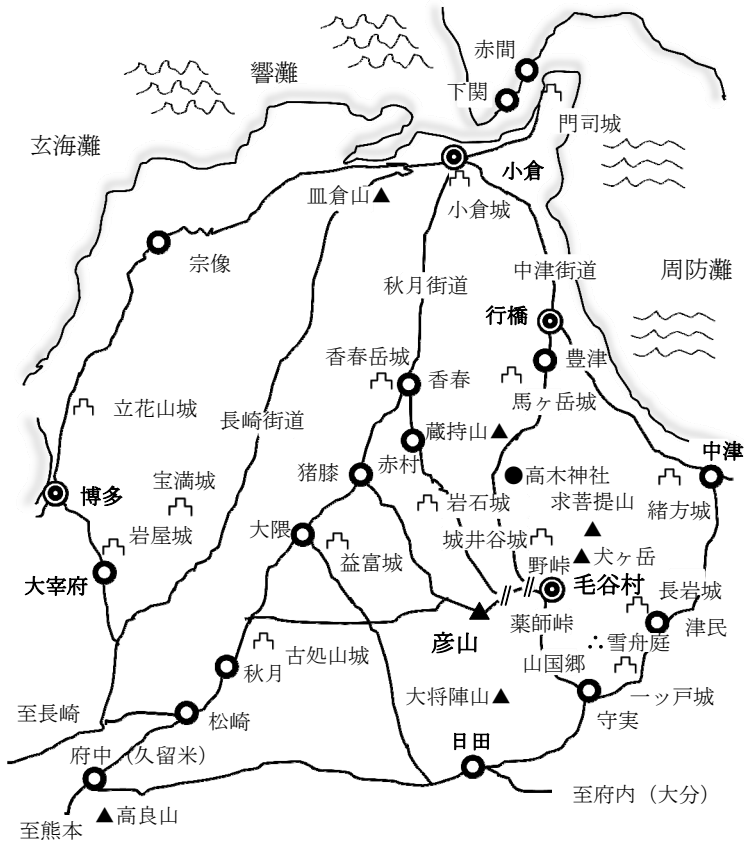 赤間
響灘
下関
門司城
玄海灘
小倉
皿倉山
小倉城
宗像
秋月街道
中津街道
周防灘
行橋
豊津
香春岳城
香春
馬ヶ岳城
立花山城
長崎街道
蔵持山
赤村
中津
猪膝
高木神社
宝満城
博多
岩石城
求菩提山
緒方城
岩屋城
大隈
益富城
城井谷城
野峠
犬ヶ岳
大宰府
毛谷村
長岩城
薬師峠
津民
彦山
雪舟庭
古処山城
山国郷
秋月
大将陣山
一ッ戸城
至長崎
松崎
守実
日田
府中（久留米）
至府内（大分）
高良山
至熊本